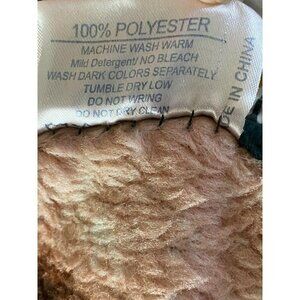 100% POLYESTER
MACHINE WASH WARM
Mild Detergent/ NO BLEACH
WASH DARK COLORS SEPARATELY
TUMBLE DRY LOW
DO NOT WRING
DO NOT DRY CLEAN
DE IN CHINA